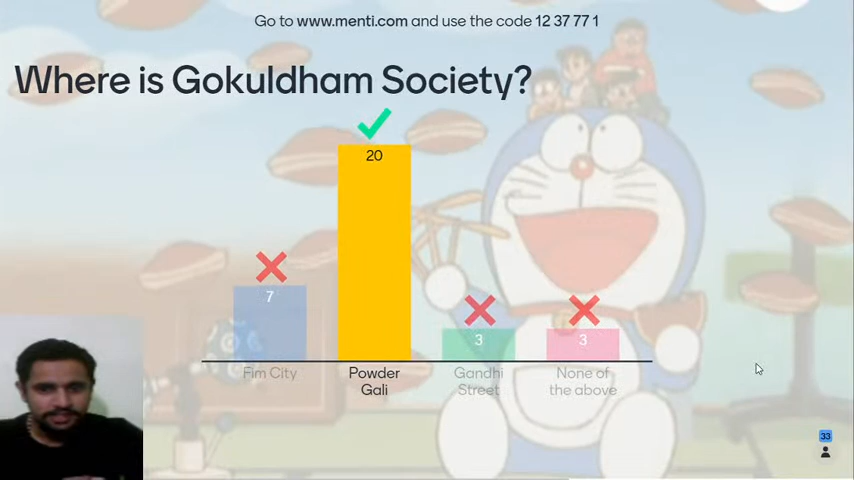 Go to www.menti.com and use the code 12 37 77 1
Where is Gokuldham Society?
20
7
3
3
Fim City
Powder
Gali
Gandhi
Street
None of
the above
33